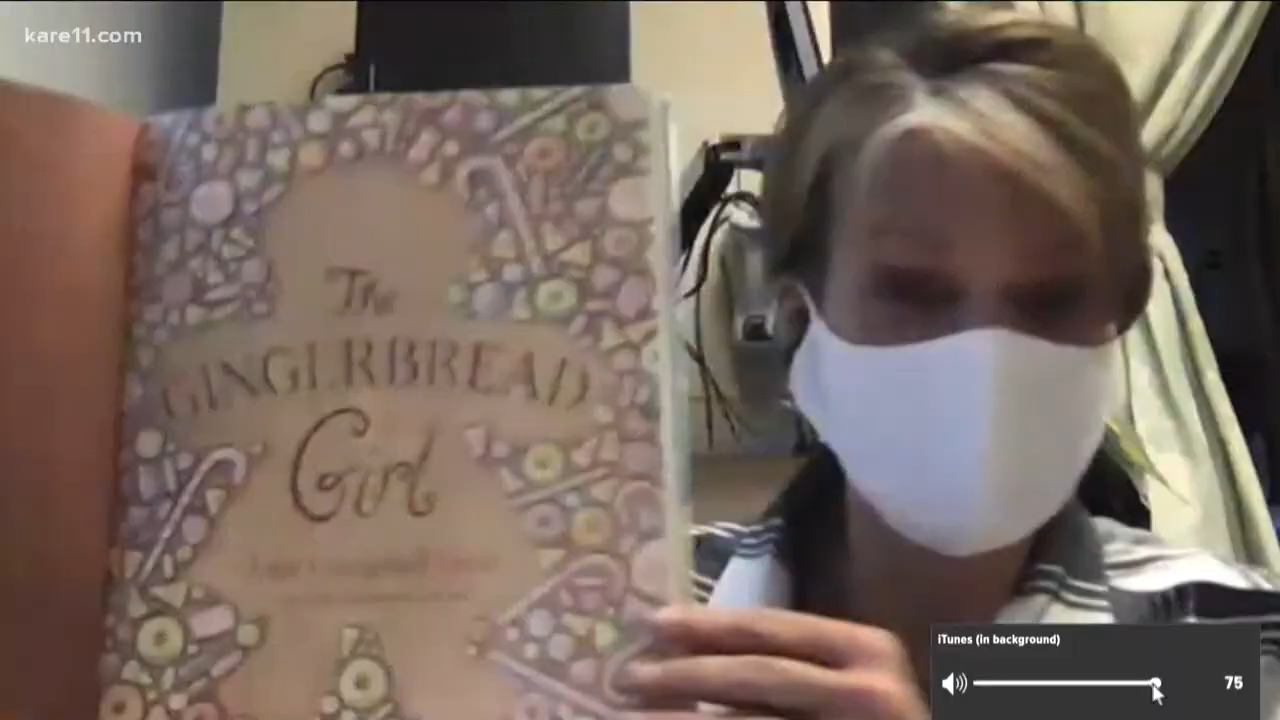 kare11.com
The
GINGERBREAD
Girl
iTunes (in background)
75